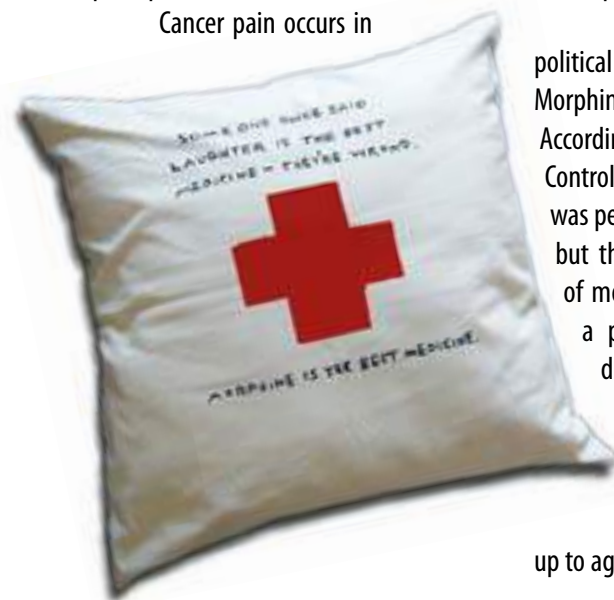 Cancer pain occurs in
SOMEONE ONCE SAID
LAUGHTER IS THE BEST
MEDICINE – THEY'RE WRONG.
MORPHINE IS THE BEST MEDICINE.
political
Morphin
Accordin
Control
was pe
but th
of mo
a p
d
up to ag